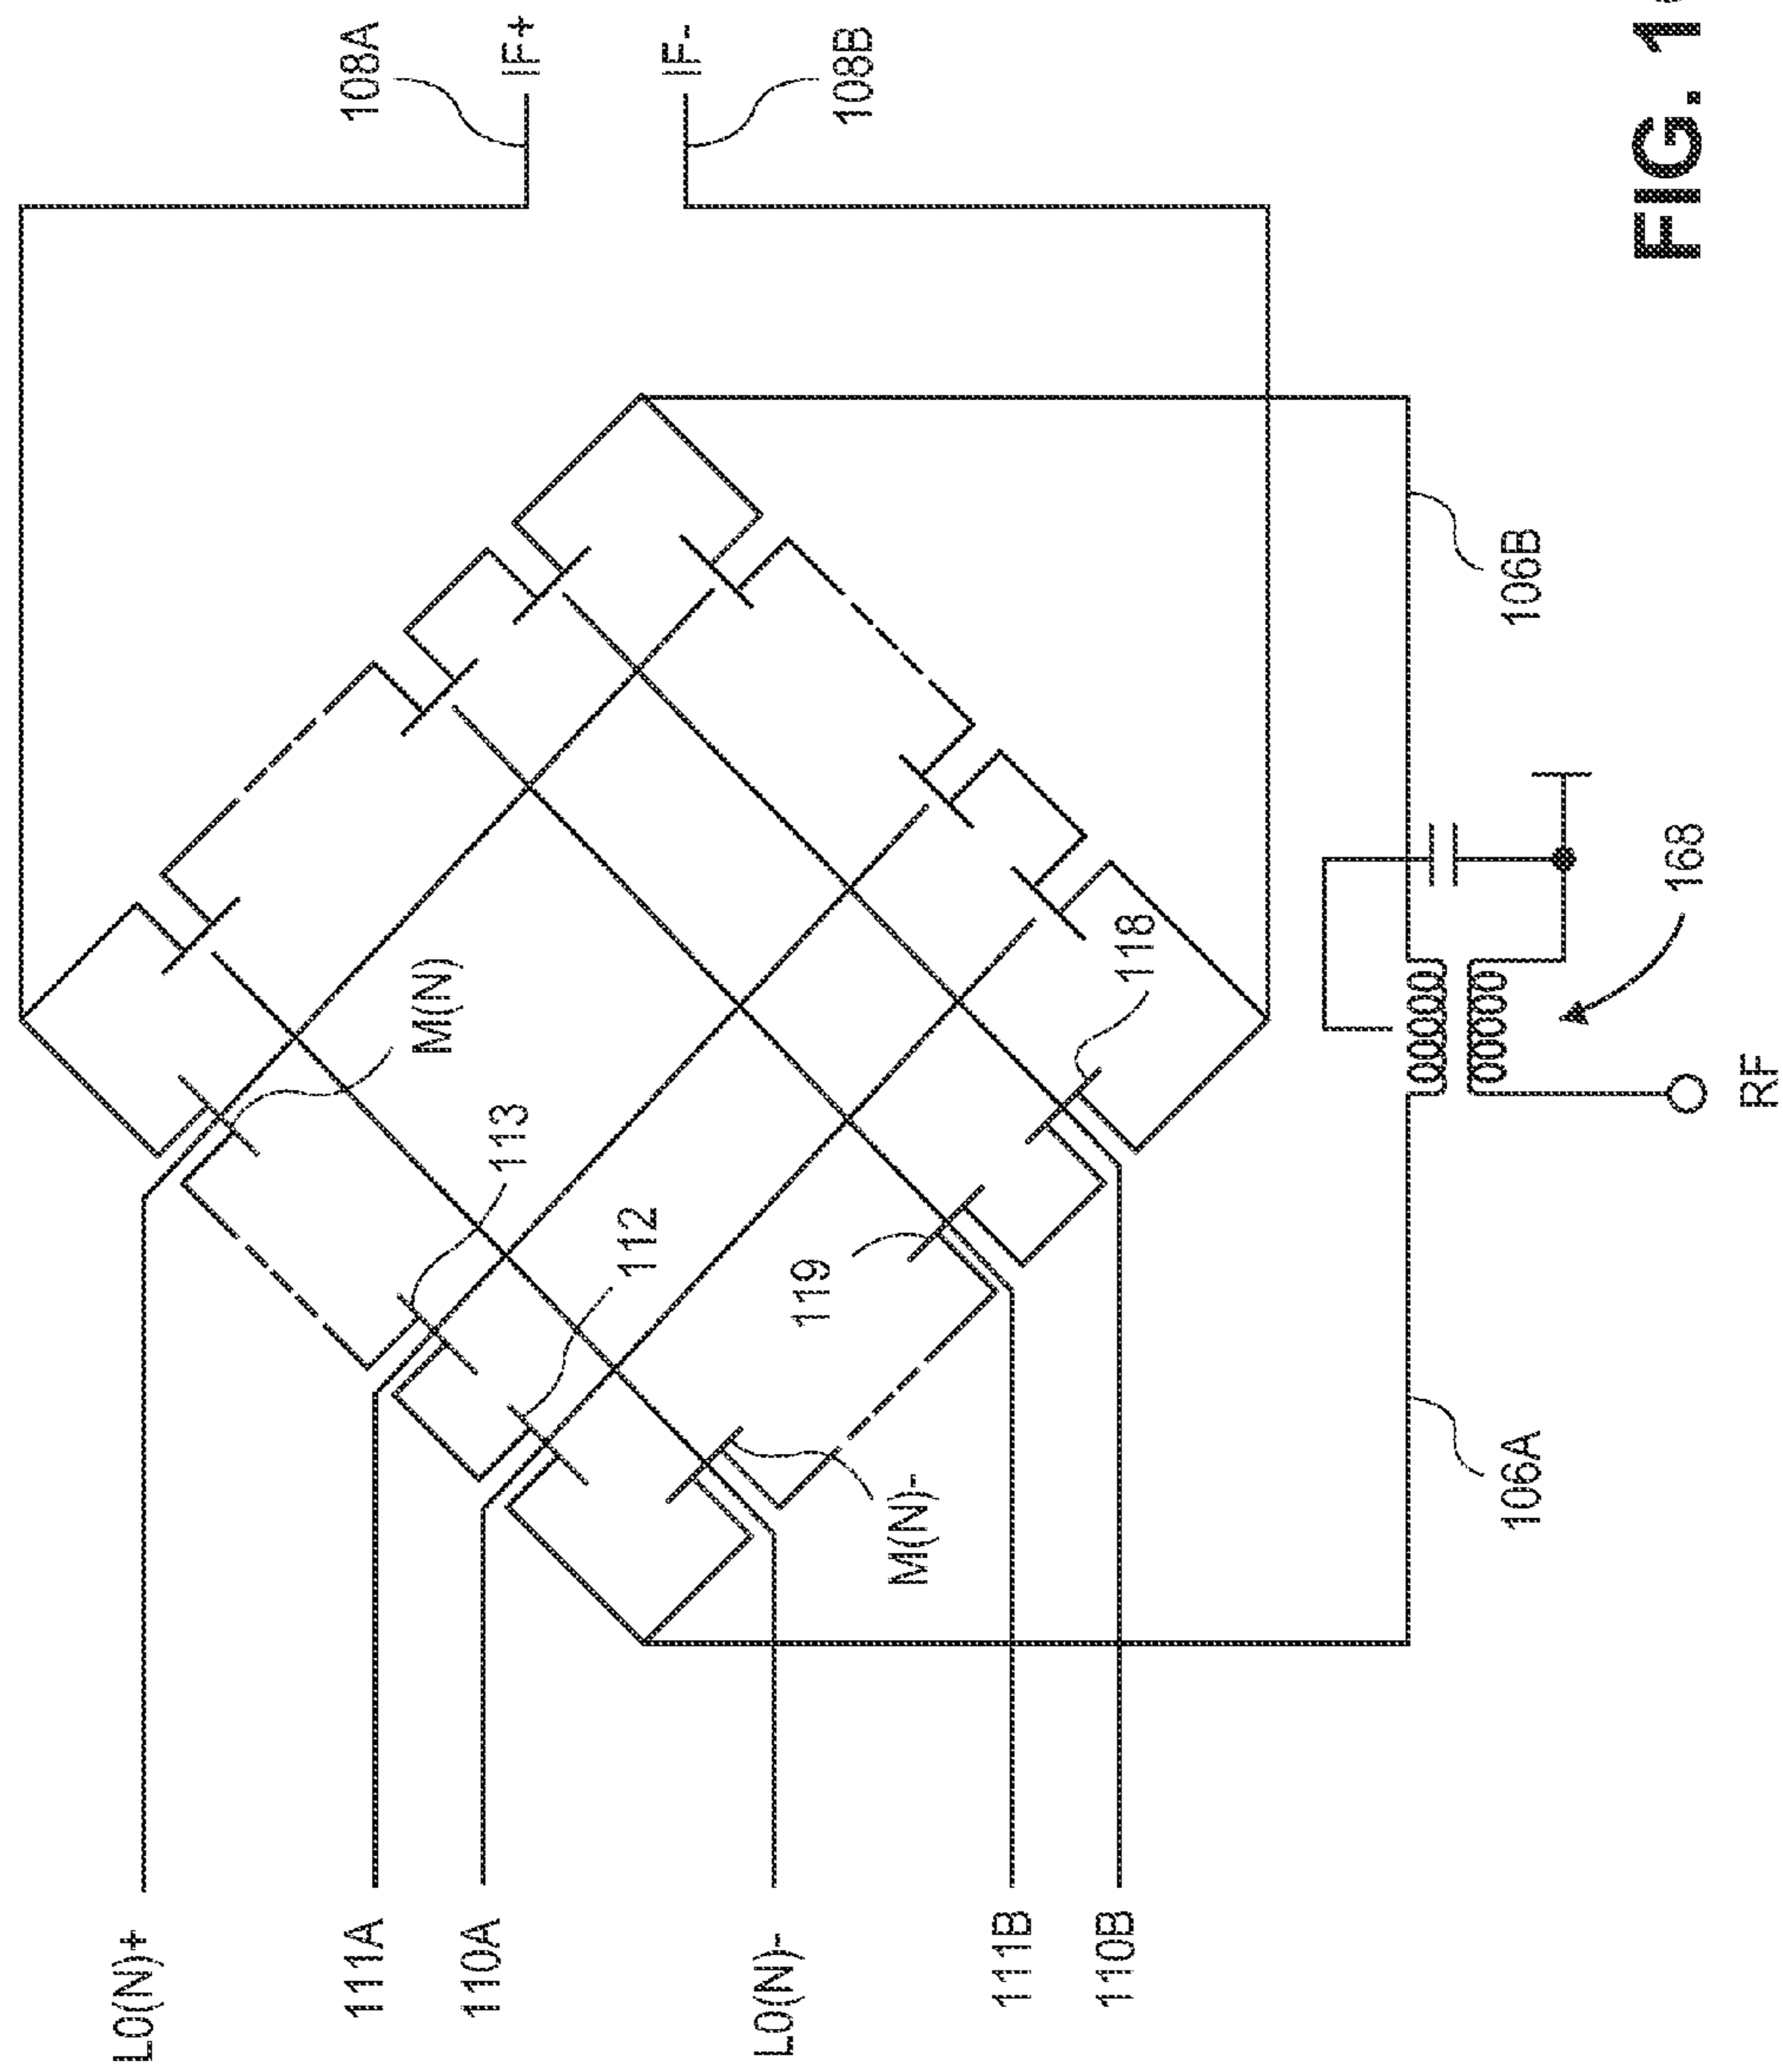 108A
IF+
IF-
108B
M(N)
113
112
118
119
M(N)-
106B
106A
168
RF
LO(N)+
111A
110A
LO(N)-
111B
110B
FIG.